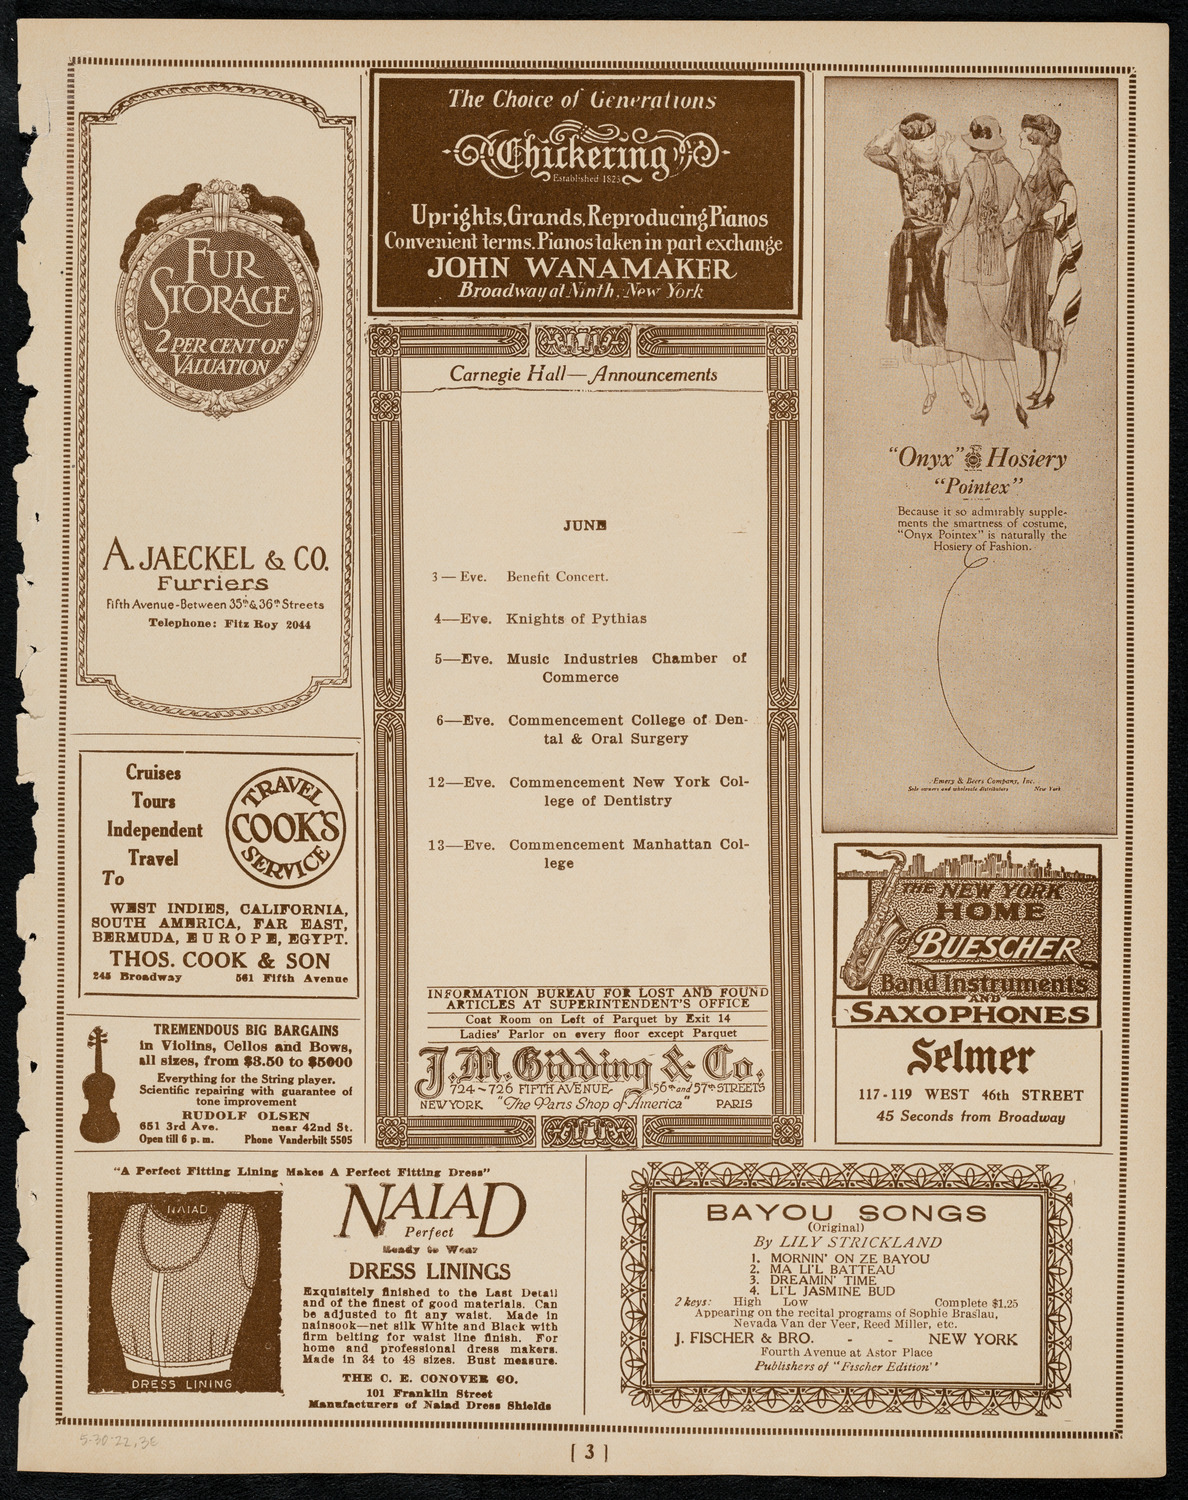 FUR
STORAGE
2 PER CENT OF
VALUATION
A. JAECKEL & CO.
Furriers
Fifth Avenue-Between 35th & 36th Streets
Telephone: Fitz Roy 2044
The Choice of Generations
Chickering
Established 1823
Uprights, Grands, Reproducing Pianos
Convenient terms. Pianos taken in part exchange
JOHN WANAMAKER
Broadway at Ninth, New York
Carnegie Hall—Announcements
JUNE
3—Eve. Benefit Concert.
4—Eve. Knights of Pythias
5—Eve. Music Industries Chamber of
Commerce
6—Eve. Commencement College of Den-
tal & Oral Surgery
12—Eve. Commencement New York Col-
lege of Dentistry
13—Eve. Commencement Manhattan Col-
lege
INFORMATION BUREAU FOR LOST AND FOUND
ARTICLES AT SUPERINTENDENT'S OFFICE
Coat Room on Left of Parquet by Exit 14
Ladies' Parlor on every floor except Parquet
J. M. Gidding & Co.
724~726 FIFTH AVENUE- 56th and 57th STREETS
NEW YORK "The Paris Shop of America" PARIS
"Onyx" Hosiery
"Pointex"
Because it so admirably supple-
ments the smartness of costume,
"Onyx Pointex" is naturally the
Hosiery of Fashion.
Emery & Beers Company, Inc.
Sole owners and wholesale distributors New York
Cruises
Tours
Independent
Travel
To
TRAVEL
COOK'S
SERVICE
WEST INDIES, CALIFORNIA,
SOUTH AMERICA, FAR EAST,
BERMUDA, EUROPE, EGYPT.
THOS. COOK & SON
245 Broadway 561 Fifth Avenue
TREMENDOUS BIG BARGAINS
in Violins, Cellos and Bows,
all sizes, from $8.50 to $5000
Everything for the String player.
Scientific repairing with guarantee of
tone improvement
RUDOLF OLSEN
651 3rd Ave. near 42nd St.
Open till 6 p.m. Phone Vanderbilt 5505
THE NEW YORK
HOME
BUESCHER
Band Instruments
AND
SAXOPHONES
Selmer
117-119 WEST 46th STREET
45 Seconds from Broadway
"A Perfect Fitting Lining Makes A Perfect Fitting Dress"
NAIAD
DRESS LINING
NAIAD
Perfect
Ready to Wear
DRESS LININGS
Exquisitely finished to the Last Detail
and of the finest of good materials. Can
be adjusted to fit any waist. Made in
nainsook—net silk White and Black with
firm belting for waist line finish. For
home and professional dress makers.
Made in 34 to 48 sizes. Bust measure.
THE C. E. CONOVER CO.
101 Franklin Street
Manufacturers of Naiad Dress Shields
BAYOU SONGS
(Original)
By LILY STRICKLAND
1. MORNIN' ON ZE BAYOU
2. MA LI'L BATTEAU
3. DREAMIN' TIME
4. LI'L JASMINE BUD
2 keys: High Low Complete $1.25
Appearing on the recital programs of Sophie Braslau,
Nevada Van der Veer, Reed Miller, etc.
J. FISCHER & BRO. - - NEW YORK
Fourth Avenue at Astor Place
Publishers of "Fischer Edition"
5-30-22, 3E
[ 3 ]